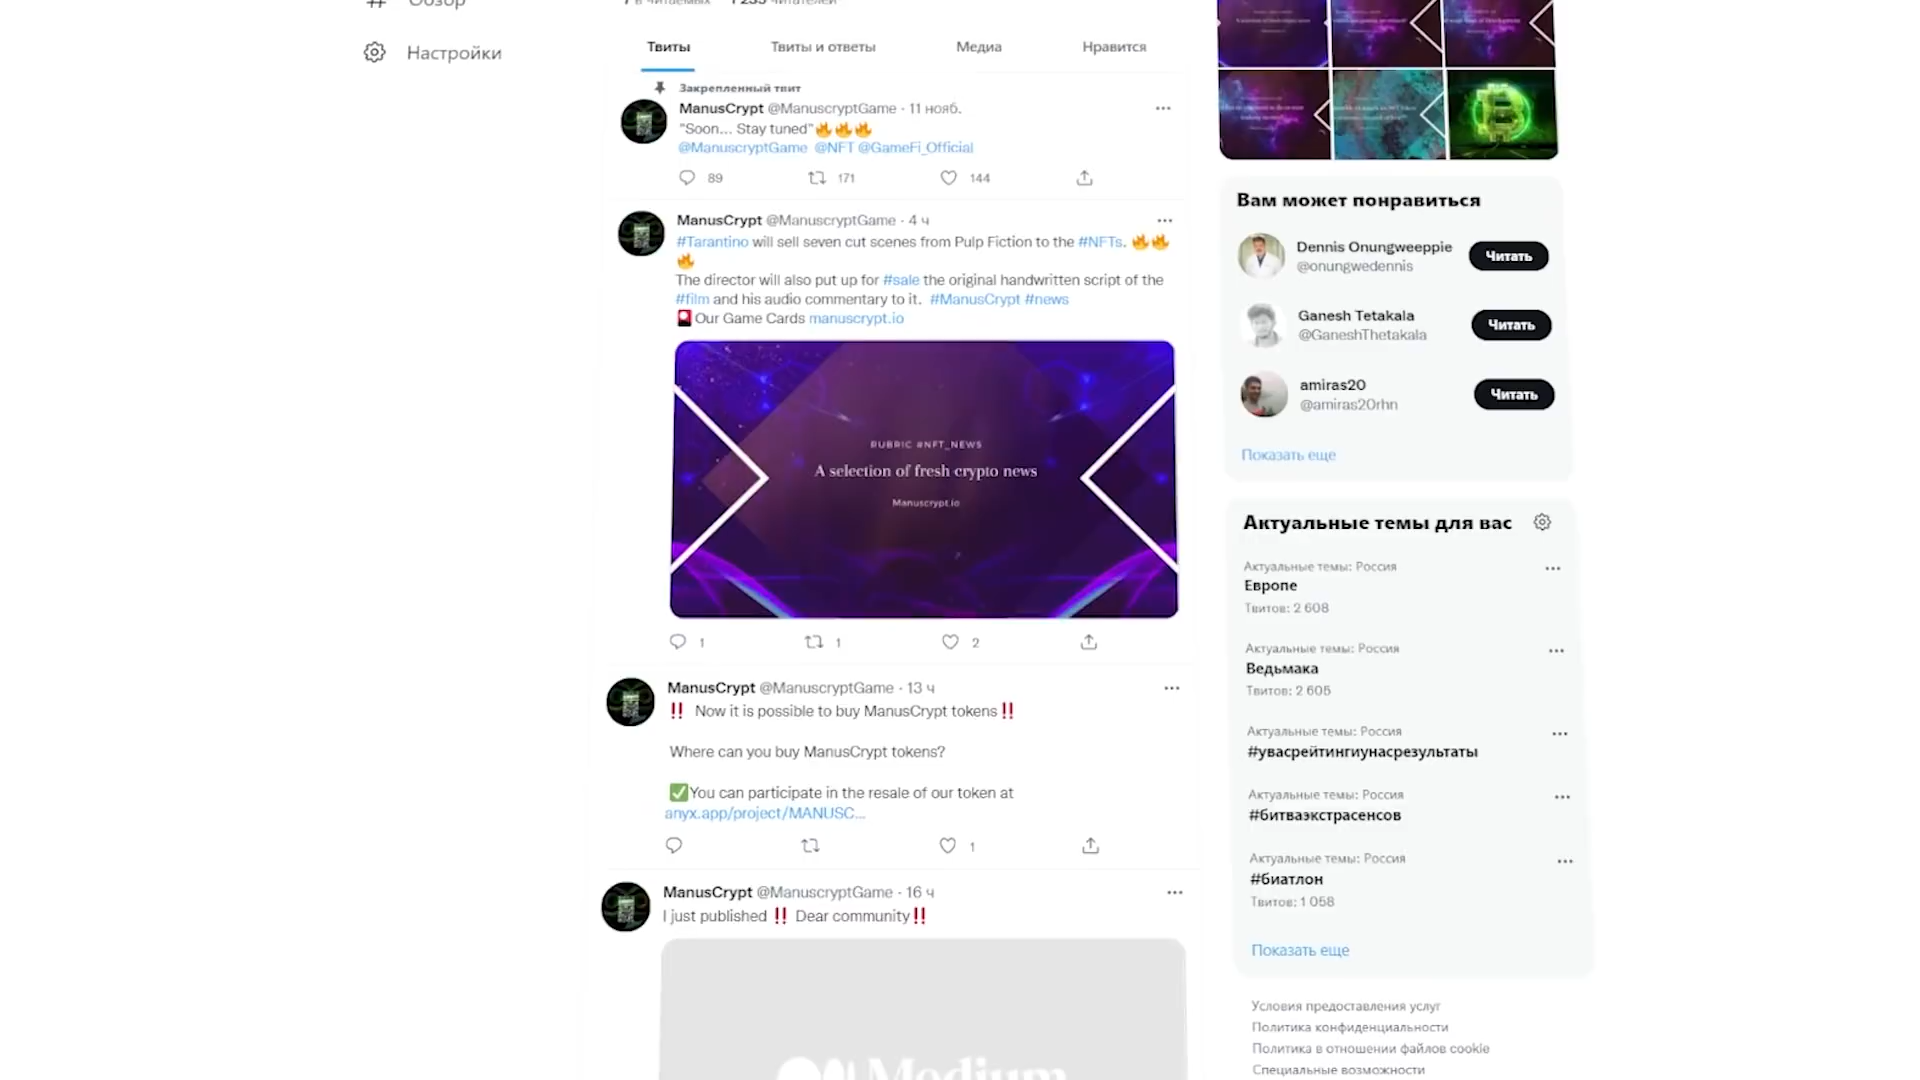 Обзор
Настройки
7 в читаемых 1 235 читателей
Твиты
Твиты и ответы
Медиа
Нравится
Закрепленный твит
ManusCrypt @ManuscryptGame · 11 нояб.
"Soon... Stay tuned"🔥🔥🔥
@ManuscryptGame @NFT @GameFi_Official
89 171 144
ManusCrypt @ManuscryptGame · 4 ч
#Tarantino will sell seven cut scenes from Pulp Fiction to the #NFTs. 🔥🔥
🔥
The director will also put up for #sale the original handwritten script of the
#film and his audio commentary to it. #ManusCrypt #news
🎴Our Game Cards manuscrypt.io
RUBRIC #NFT_NEWS
A selection of fresh crypto news
Manuscrypt.io
1 1 2
ManusCrypt @ManuscryptGame · 13 ч
‼️ Now it is possible to buy ManusCrypt tokens‼️
Where can you buy ManusCrypt tokens?
✅You can participate in the resale of our token at
anyx.app/project/MANUSC...
1
ManusCrypt @ManuscryptGame · 16 ч
I just published ‼️ Dear community‼️
Medium
Вам может понравиться
Dennis Onungweeppie
@onungwedennis
Читать
Ganesh Tetakala
@GaneshThetakala
Читать
amiras20
@amiras20rhn
Читать
Показать еще
Актуальные темы для вас
Актуальные темы: Россия
Европе
Твитов: 2 608
Актуальные темы: Россия
Ведьмака
Твитов: 2 605
Актуальные темы: Россия
#увасрейтингиунасрезультаты
Актуальные темы: Россия
#битваэкстрасенсов
Актуальные темы: Россия
#биатлон
Твитов: 1 058
Показать еще
Условия предоставления услуг
Политика конфиденциальности
Политика в отношении файлов cookie
Специальные возможности